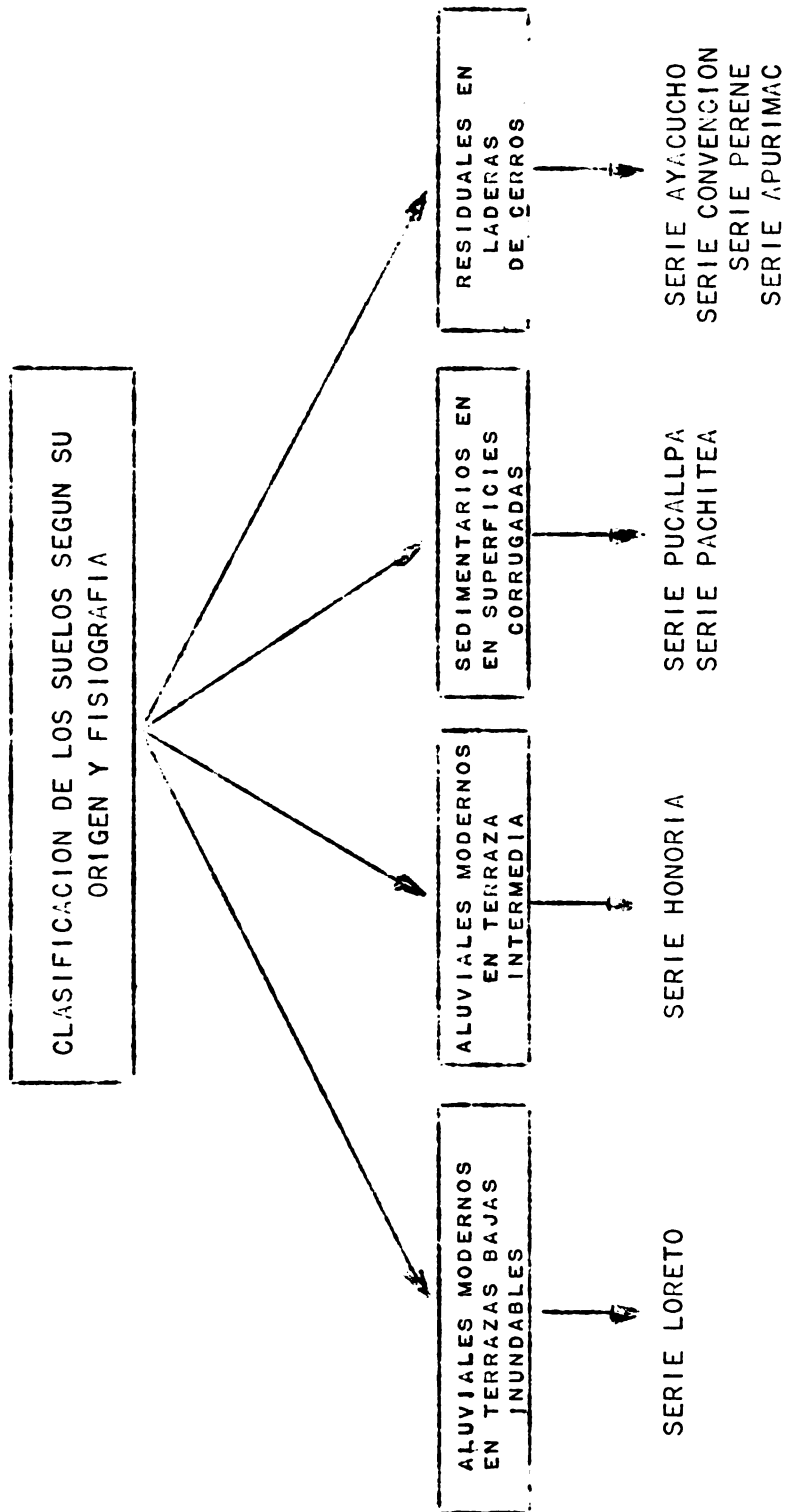 CLASIFICACION DE LOS SUELOS SEGUN SU
ORIGEN Y FISIOGRAFIA
ALUVIALES MODERNOS
EN TERRAZAS BAJAS
INUNDABLES
SERIE LORETO
ALUVIALES MODERNOS
EN TERRAZA
INTERMEDIA
SERIE HONORIA
SEDIMENTARIOS EN
EN SUPERFICIES
CORRUGADAS
SERIE PUCALLPA
SERIE PACHITEA
RESIDUALES EN
LADERAS
DE CERROS
SERIE AYACUCHO
SERIE CONVENCION
SERIE PERENE
SERIE APURIMAC